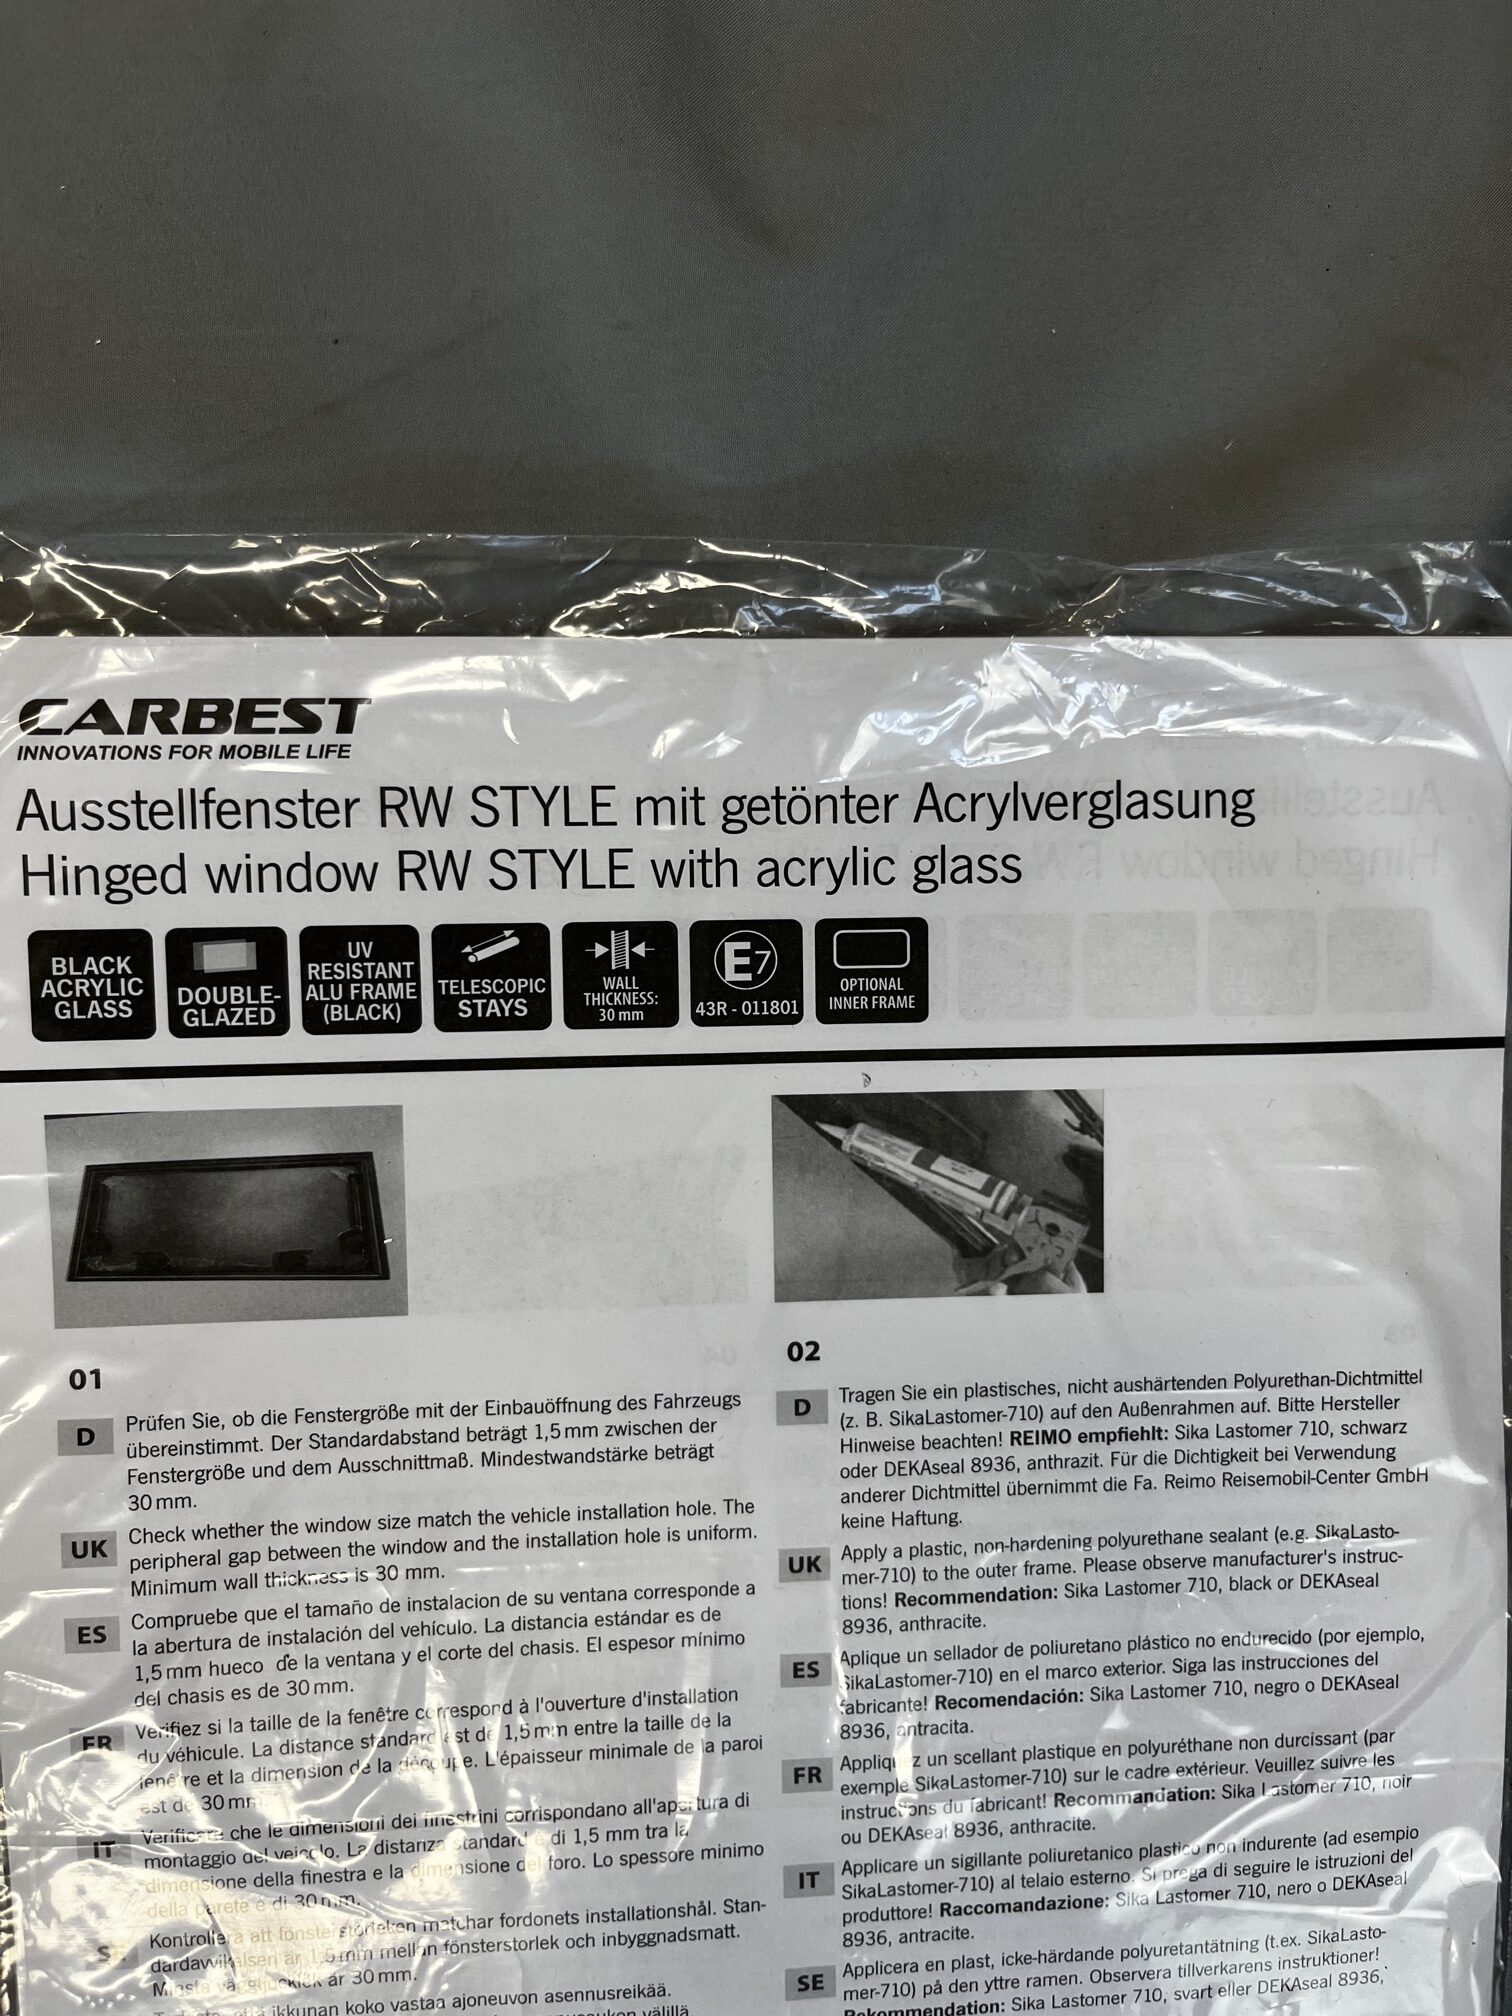 CARBEST
INNOVATIONS FOR MOBILE LIFE
Ausstellfenster RW STYLE mit getönter Acrylverglasung
Hinged window RW STYLE with acrylic glass
BLACK
ACRYLIC
GLASS
DOUBLE-
GLAZED
UV
RESISTANT
ALU FRAME
(BLACK)
TELESCOPIC
STAYS
WALL
THICKNESS:
30 mm
E7
43R - 011801
OPTIONAL
INNER FRAME
01
D
Prüfen Sie, ob die Fenstergröße mit der Einbauöffnung des Fahrzeugs
übereinstimmt. Der Standardabstand beträgt 1,5 mm zwischen der
Fenstergröße und dem Ausschnittmaß. Mindestwandstärke beträgt
30 mm.
UK
Check whether the window size match the vehicle installation hole. The
peripheral gap between the window and the installation hole is uniform.
Minimum wall thickness is 30 mm.
ES
Compruebe que el tamaño de instalacion de su ventana corresponde a
la abertura de instalación del vehículo. La distancia estándar es de
1,5 mm hueco de la ventana y el corte del chasis. El espesor mínimo
del chasis es de 30 mm.
FR
Verifiez si la taille de la fenêtre correspond à l'ouverture d'installation
du véhicule. La distance standard est de 1,5 mm entre la taille de la
fenêtre et la dimension de la découpe. L'épaisseur minimale de la paroi
est de 30 mm.
IT
Verificare che le dimensioni dei finestrini corrispondano all'apertura di
montaggio del veicolo. La distanza standard è di 1,5 mm tra la
dimensione della finestra e la dimensione del foro. Lo spessore minimo
della parete è di 30 mm.
Kontrollera att fönsterstorleken matchar fordonets installationshål. Stan-
dardavvikelsen är 1,5 mm mellan fönsterstorlek och inbyggnadsmatt.
Minsta är 30 mm.
ikkunan koko vastaa ajoneuvon asennusreikää.
välillä
02
D
Tragen Sie ein plastisches, nicht aushärtenden Polyurethan-Dichtmittel
(z. B. SikaLastomer-710) auf den Außenrahmen auf. Bitte Hersteller
Hinweise beachten! REIMO empfiehlt: Sika Lastomer 710, schwarz
oder DEKAseal 8936, anthrazit. Für die Dichtigkeit bei Verwendung
anderer Dichtmittel übernimmt die Fa. Reimo Reisemobil-Center GmbH
keine Haftung.
UK
Apply a plastic, non-hardening polyurethane sealant (e.g. SikaLasto-
mer-710) to the outer frame. Please observe manufacturer's instruc-
tions! Recommendation: Sika Lastomer 710, black or DEKAseal
8936, anthracite.
ES
Aplique un sellador de poliuretano plástico no endurecido (por ejemplo,
SikaLastomer-710) en el marco exterior. Siga las instrucciones del
fabricante! Recomendación: Sika Lastomer 710, negro o DEKAseal
8936, antracita.
FR
Appliquez un scellant plastique en polyuréthane non durcissant (par
exemple SikaLastomer-710) sur le cadre extérieur. Veuillez suivre les
instructions du fabricant! Recommandation: Sika Lastomer 710, noir
ou DEKAseal 8936, anthracite.
IT
Applicare un sigillante poliuretanico plastico non indurente (ad esempio
SikaLastomer-710) al telaio esterno. Si prega di seguire le istruzioni del
produttore! Raccomandazione: Sika Lastomer 710, nero o DEKAseal
8936, antracite.
SE
Applicera en plast, icke-härdande polyuretantätning (t.ex. SikaLasto-
mer-710) på den yttre ramen. Observera tillverkarens instruktioner!
Rekommendation: Sika Lastomer 710, svart eller DEKAseal 8936,